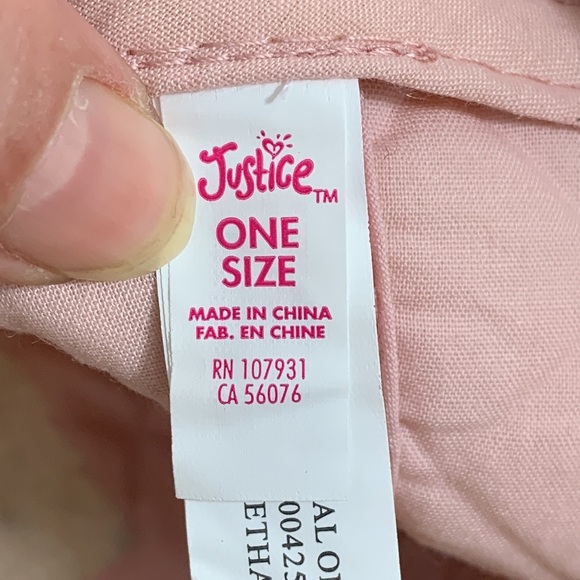 Justice™
ONE
SIZE
MADE IN CHINA
FAB. EN CHINE
RN 107931
CA 56076